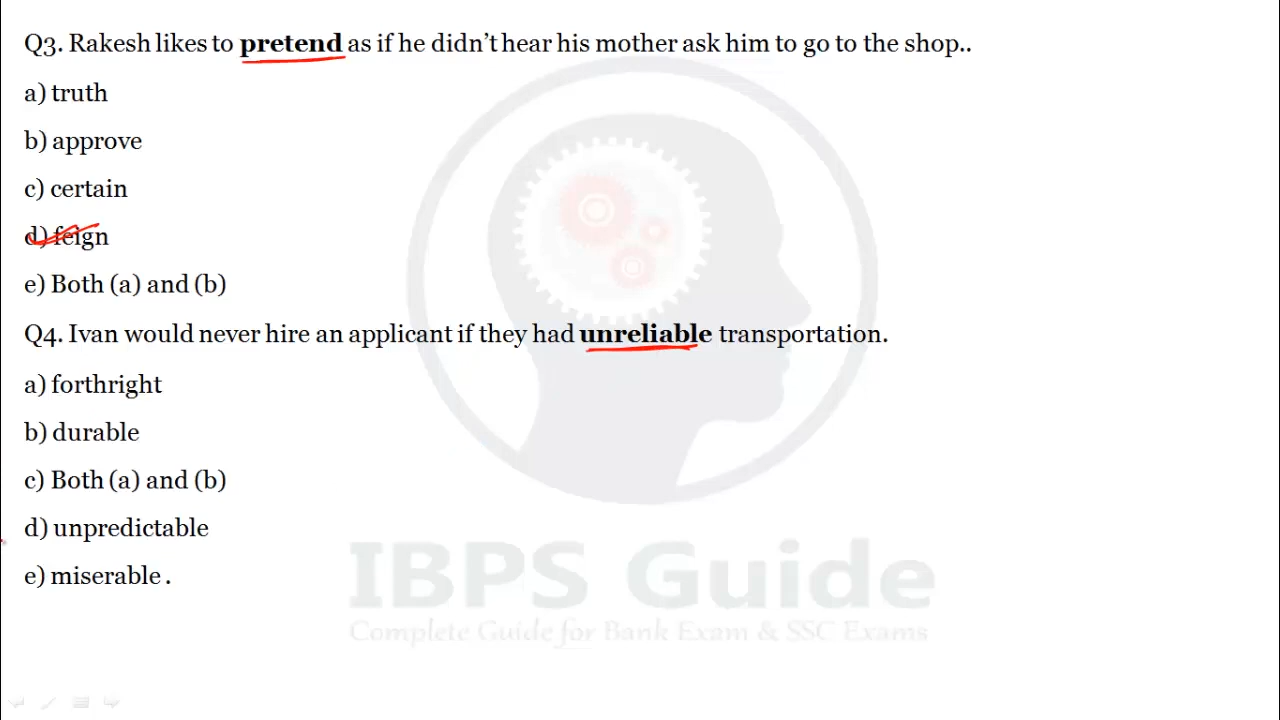 Q3. Rakesh likes to pretend as if he didn’t hear his mother ask him to go to the shop..
a) truth
b) approve
c) certain
d) feign
e) Both (a) and (b)
Q4. Ivan would never hire an applicant if they had unreliable transportation.
a) forthright
b) durable
c) Both (a) and (b)
d) unpredictable
e) miserable .
IBPS Guide
Complete Guide for Bank Exam & SSC Exams